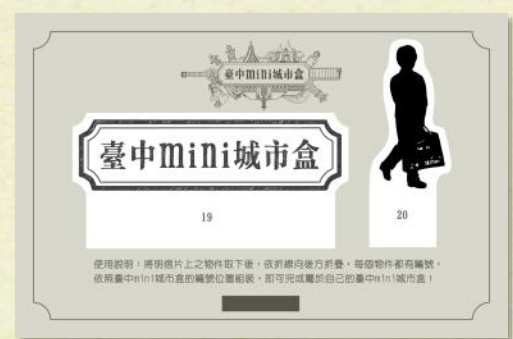 臺中mini城市盒
臺中mini城市盒
19
20
使用說明：將明信片上之物件取下後，依折線向後方折疊，每個物件都有編號，
依照臺中mini城市盒的編號位置組裝，即可完成屬於自己的臺中mini城市盒！